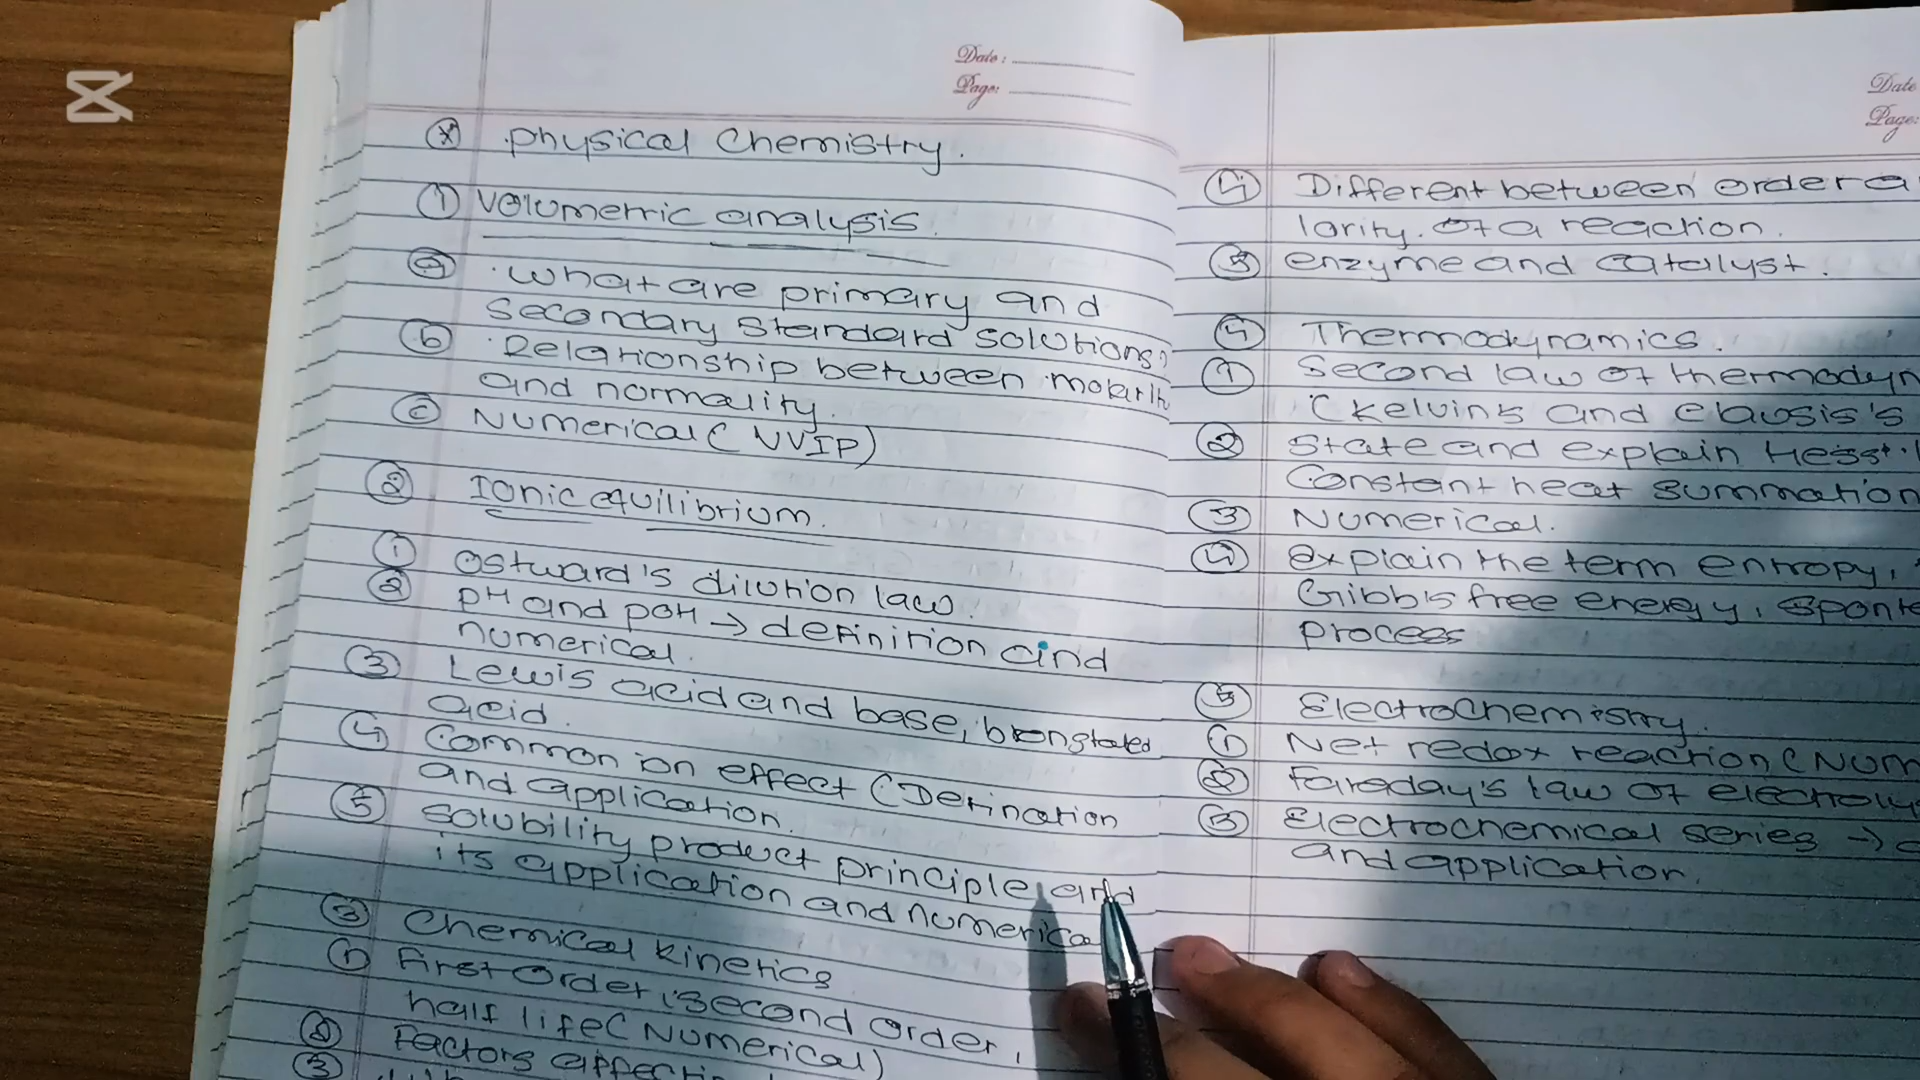 Date:
Page:
* Physical Chemistry.
1 Volumetric analysis.
a What are primary and
Secondary Standard Solutions,
b Relationship between
and normality.
c Numerical (VVIP)
2 Ionic equilibrium.
1 Ostward's dilution law.
2 PH and POH → definition and
numerical.
3 Lewis acid and base,
acid.
4 Common ion effect (Defination
and application.
5 Solubility product principle and
its application and numerical
3 Chemical Kinetics
1 First Order, Second order,
half life (Numerical)
2 Factors
3
Date
Page:
4 Different between order a
larity. Of a reaction.
5 enzyme and catalyst.
4 Thermodynamics.
1 Second law of thermodyn
(Kelvin's and clausis's
2 State and explain Hess
Constant heat summation
3 Numerical.
4 explain the term entropy,
Gibb's free energy, sponte
process
5 Electrochemistry.
1 Net redox reaction (Num
2 Faraday's law of electroly
3 Electrochemical series →
and application.